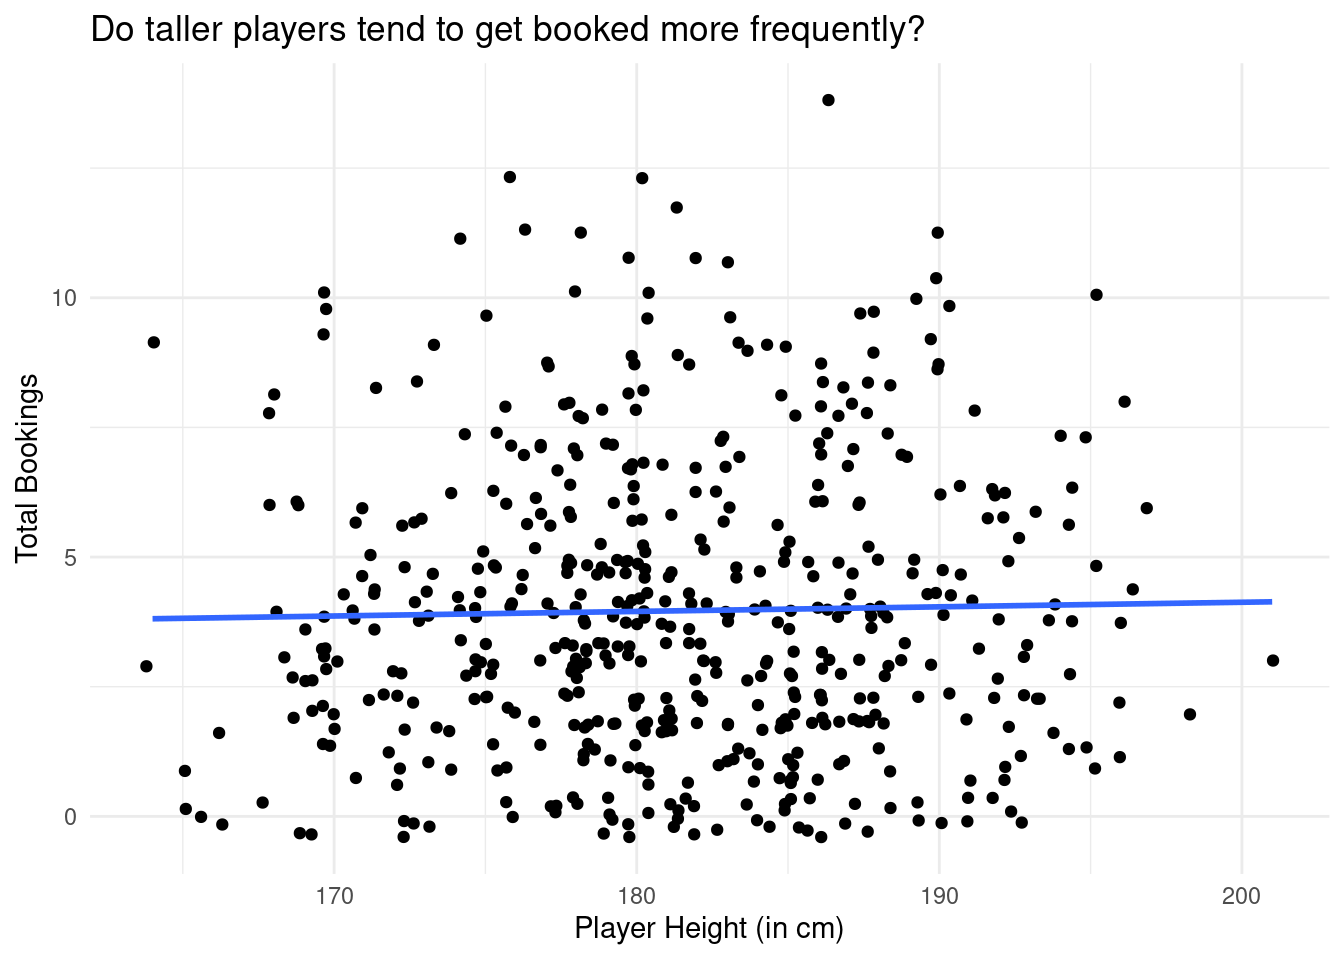 Do taller players tend to get booked more frequently?
Total Bookings
10
5
0
170
180
190
200
Player Height (in cm)